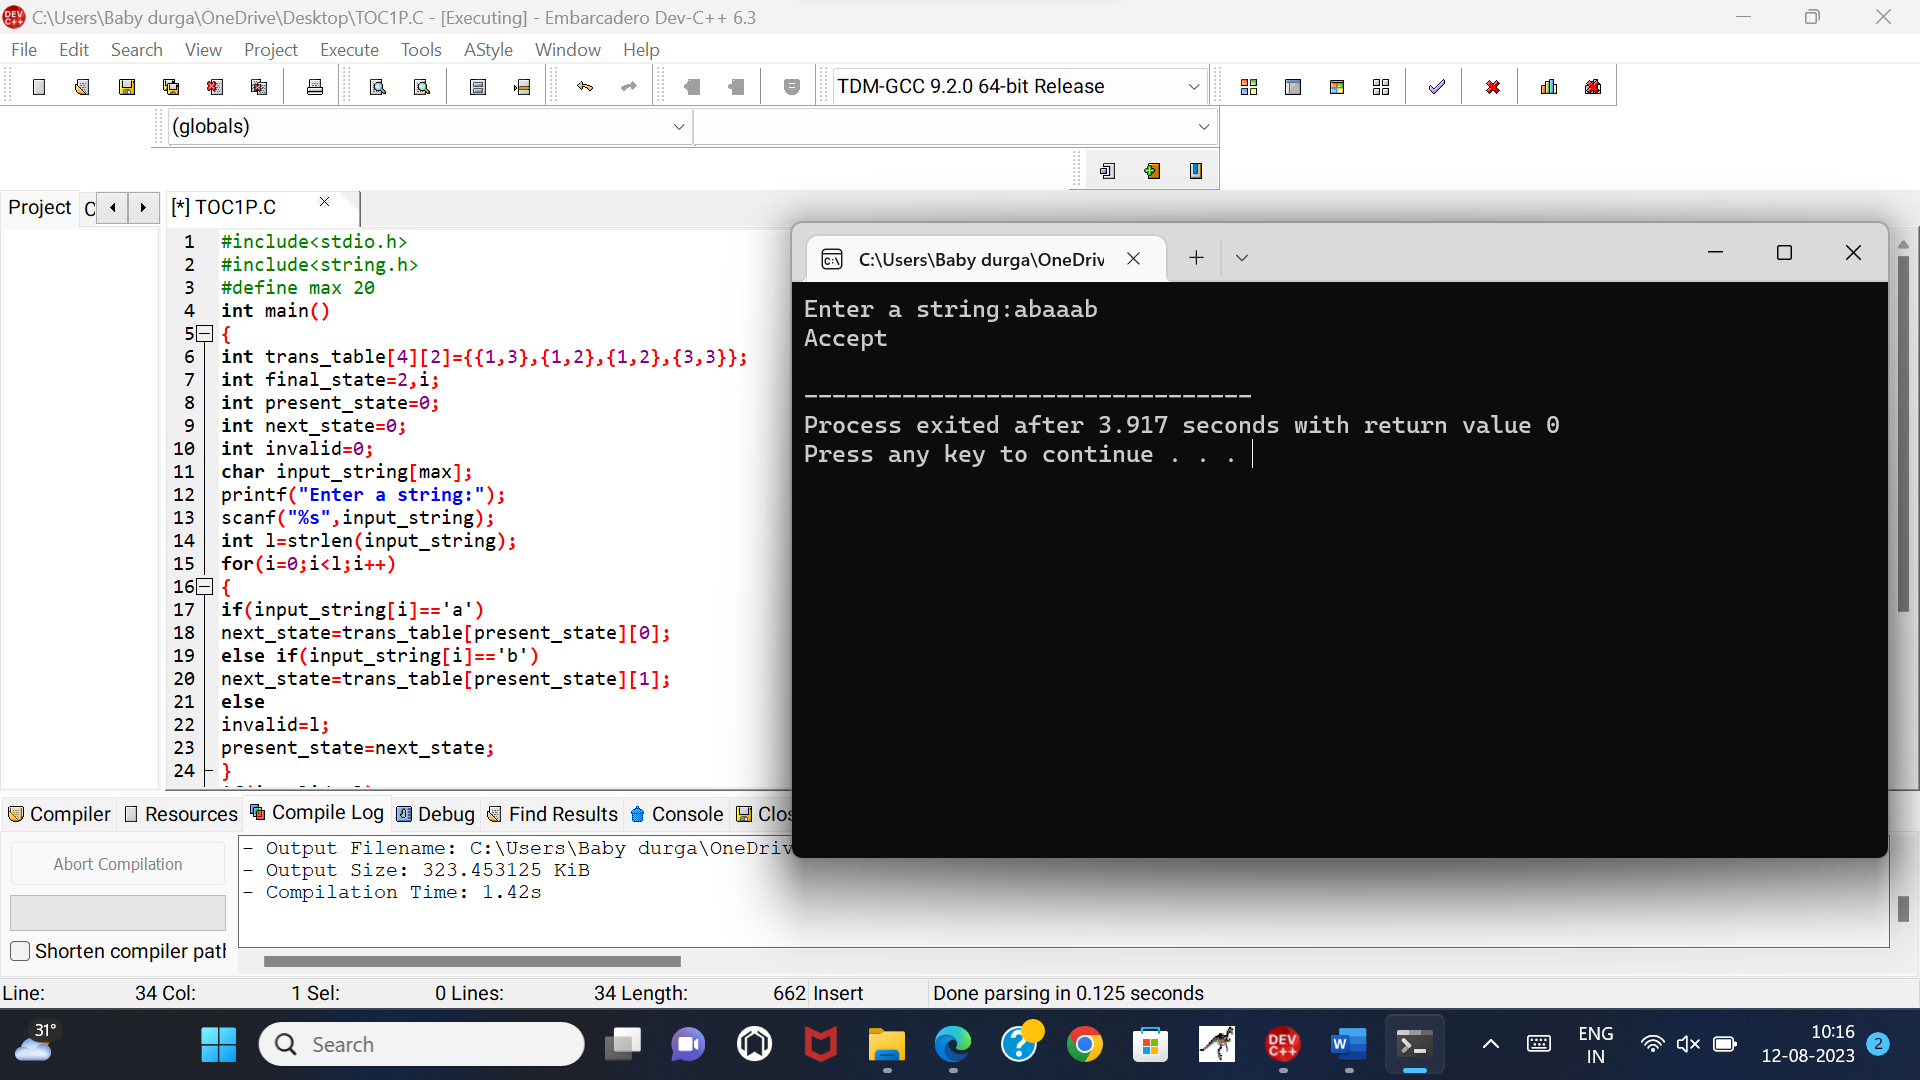 C:\Users\Baby durga\OneDrive\Desktop\TOC1P.C - [Executing] - Embarcadero Dev-C++ 6.3
File Edit Search View Project Execute Tools AStyle Window Help
TDM-GCC 9.2.0 64-bit Release
(globals)
Project C
[*] TOC1P.C
1 #include<stdio.h>
2 #include<string.h>
3 #define max 20
4 int main()
5 {
6 int trans_table[4][2]={{1,3},{1,2},{1,2},{3,3}};
7 int final_state=2,i;
8 int present_state=0;
9 int next_state=0;
10 int invalid=0;
11 char input_string[max];
12 printf("Enter a string:");
13 scanf("%s",input_string);
14 int l=strlen(input_string);
15 for(i=0;i<l;i++)
16 {
17 if(input_string[i]=='a')
18 next_state=trans_table[present_state][0];
19 else if(input_string[i]=='b')
20 next_state=trans_table[present_state][1];
21 else
22 invalid=l;
23 present_state=next_state;
24 }
C:\Users\Baby durga\OneDriv
Enter a string:abaaab
Accept
--------------------------------
Process exited after 3.917 seconds with return value 0
Press any key to continue . . .
Compiler Resources Compile Log Debug Find Results Console Clos
Abort Compilation
Shorten compiler path
- Output Filename: C:\Users\Baby durga\OneDriv
- Output Size: 323.453125 KiB
- Compilation Time: 1.42s
Line: 34 Col: 1 Sel: 0 Lines: 34 Length: 662 Insert Done parsing in 0.125 seconds
31°
Search
DEV C++
W
ENG
IN
10:16
12-08-2023
2